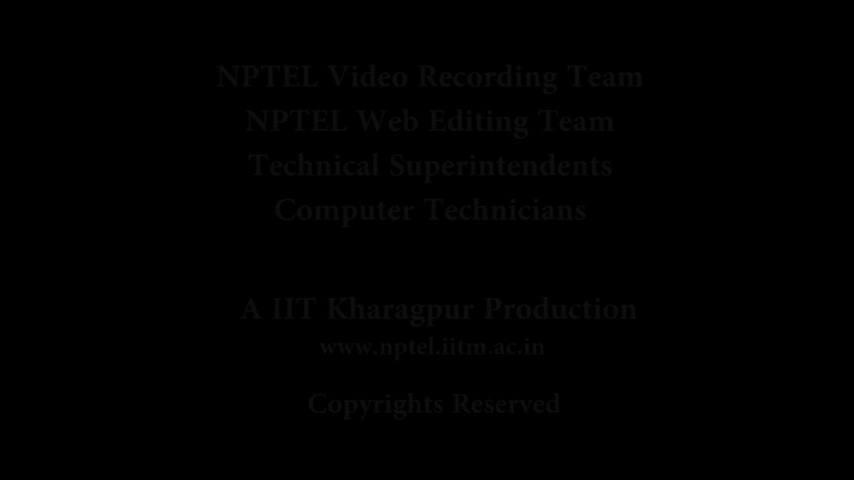 NPTEL Video Recording Team
NPTEL Web Editing Team
Technical Superintendents
Computer Technicians
A IIT Kharagpur Production
www.nptel.iitm.ac.in
Copyrights Reserved